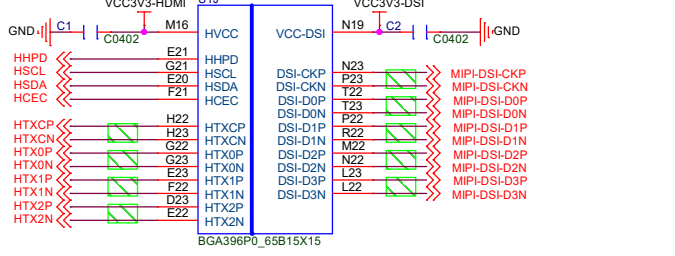 VCC3V3-HDMI
VCC3V3-DSI
GND C1 C0402 M16 HVCC
VCC-DSI N19 C2 C0402 GND
HHPD E21 HHPD
HSCL G21 HSCL
HSDA E20 HSDA
HCEC F21 HCEC
HTXCP H22 HTXCP
HTXCN H23 HTXCN
HTX0P G22 HTX0P
HTX0N G23 HTX0N
HTX1P E23 HTX1P
HTX1N F22 HTX1N
HTX2P D23 HTX2P
HTX2N E22 HTX2N
DSI-CKP N23 MIPI-DSI-CKP
DSI-CKN P23 MIPI-DSI-CKN
DSI-D0P T22 MIPI-DSI-D0P
DSI-D0N T23 MIPI-DSI-D0N
DSI-D1P P22 MIPI-DSI-D1P
DSI-D1N R22 MIPI-DSI-D1N
DSI-D2P M22 MIPI-DSI-D2P
DSI-D2N N22 MIPI-DSI-D2N
DSI-D3P L23 MIPI-DSI-D3P
DSI-D3N L22 MIPI-DSI-D3N
BGA396P0_65B15X15